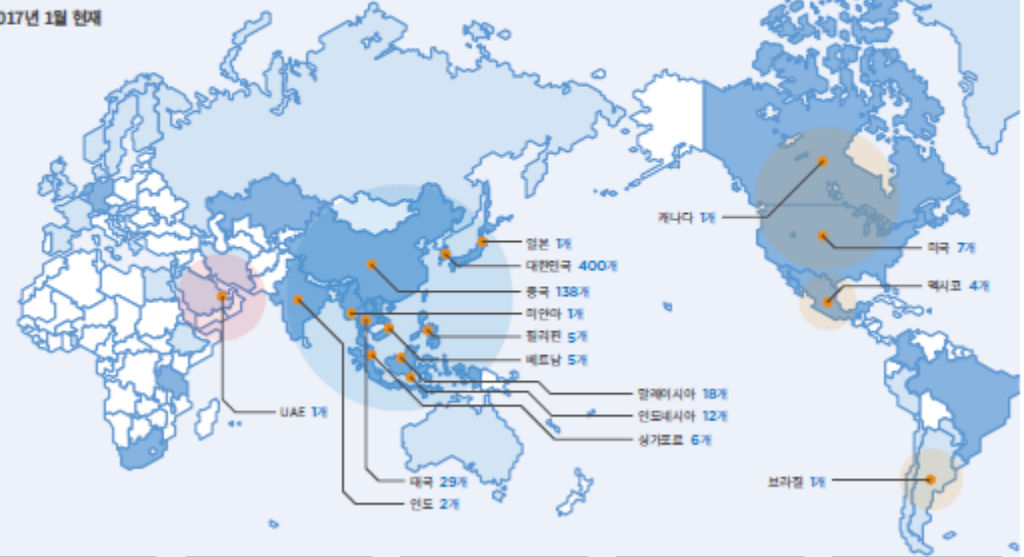 017년 1월 현재
캐나다 1개
일본 1개
미국 7개
대한민국 400개
멕시코 4개
중국 138개
미얀마 1개
필리핀 5개
베트남 5개
말레이시아 18개
UAE 1개
인도네시아 12개
싱가포르 6개
태국 29개
브라질 1개
인도 2개